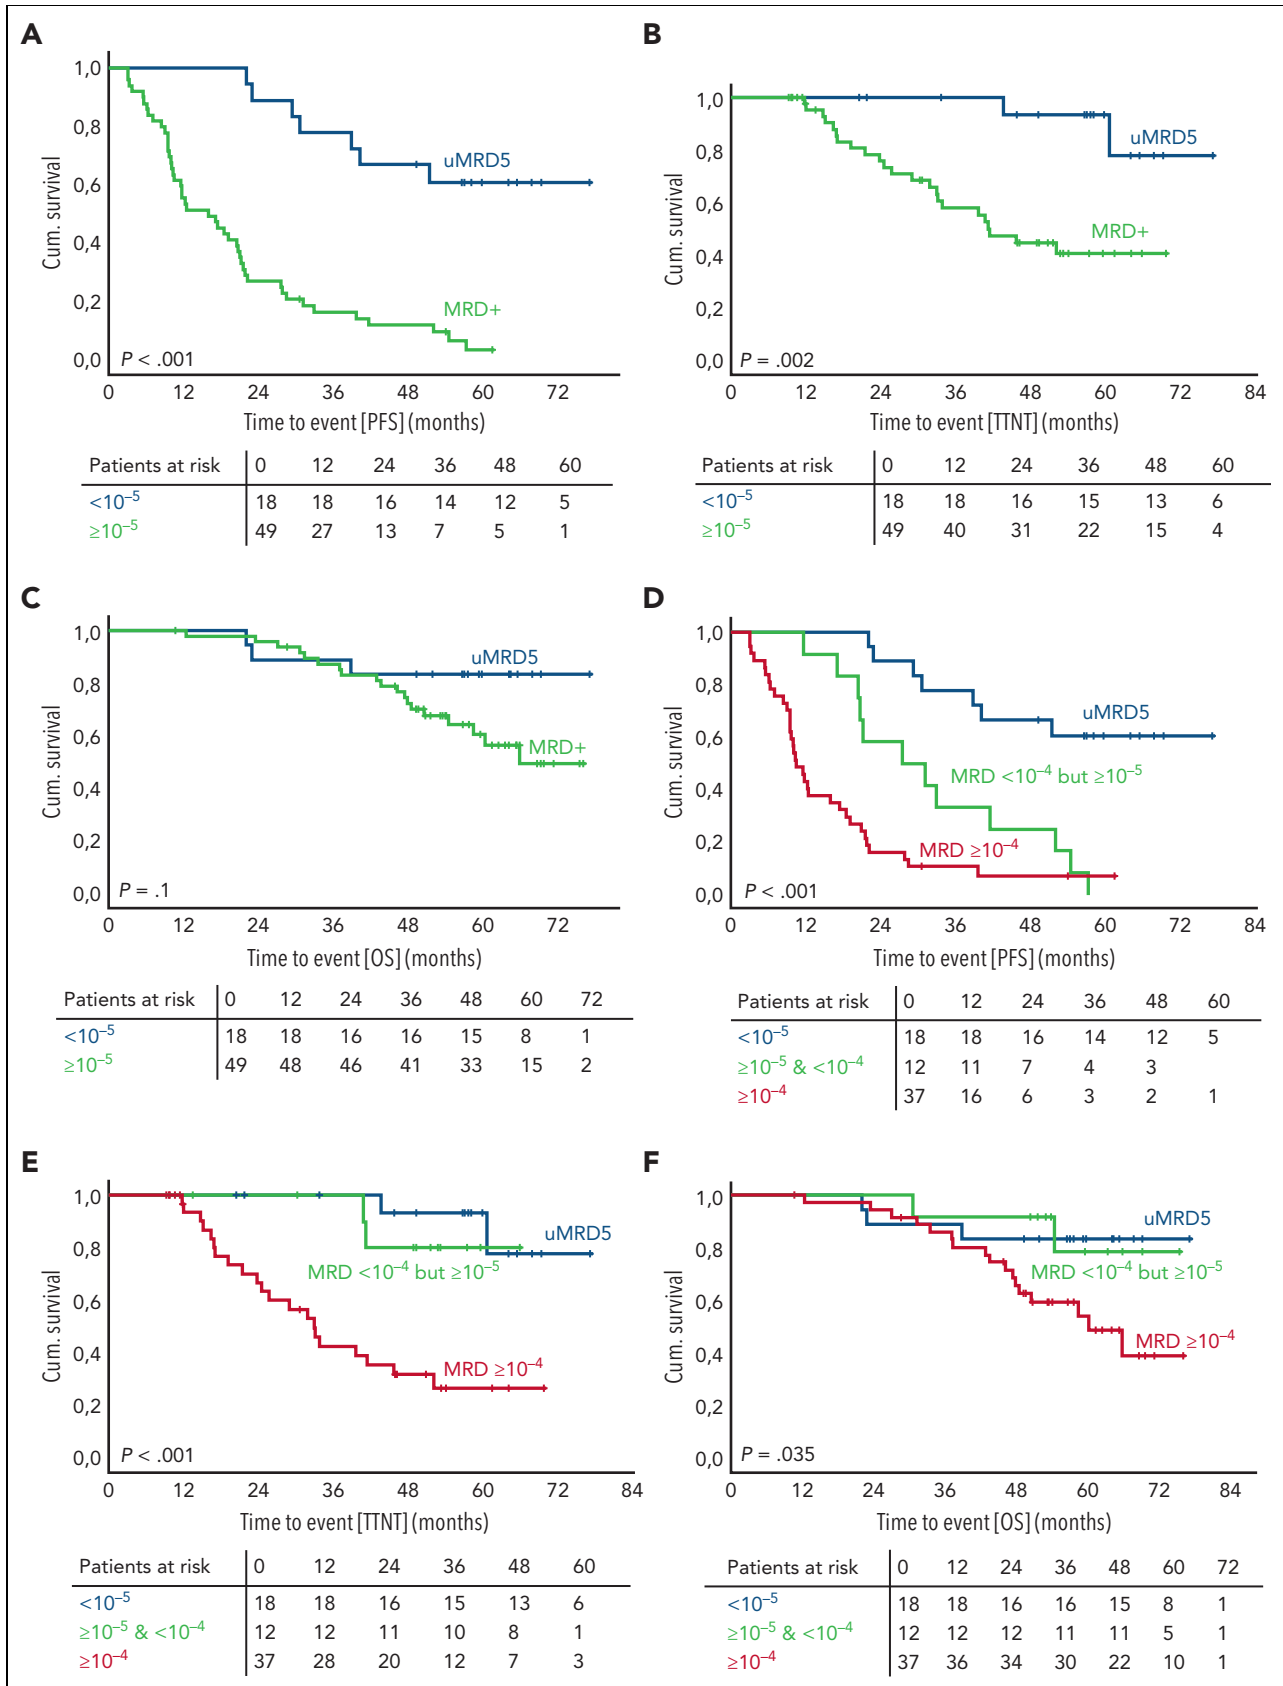 A
1,0
0,8
0,6
0,4
0,2
0,0
Cum. survival
uMRD5
MRD+
P < .001
0 12 24 36 48 60 72
Time to event [PFS] (months)
Patients at risk 0 12 24 36 48 60
<10–5 18 18 16 14 12 5
≥10–5 49 27 13 7 5 1
B
1,0
0,8
0,6
0,4
0,2
0,0
Cum. survival
uMRD5
MRD+
P = .002
0 12 24 36 48 60 72 84
Time to event [TTNT] (months)
Patients at risk 0 12 24 36 48 60
<10–5 18 18 16 15 13 6
≥10–5 49 40 31 22 15 4
C
1,0
0,8
0,6
0,4
0,2
0,0
Cum. survival
uMRD5
MRD+
P = .1
0 12 24 36 48 60 72
Time to event [OS] (months)
Patients at risk 0 12 24 36 48 60 72
<10–5 18 18 16 16 15 8 1
≥10–5 49 48 46 41 33 15 2
D
1,0
0,8
0,6
0,4
0,2
0,0
Cum. survival
uMRD5
MRD <10–4 but ≥10–5
MRD ≥10–4
P < .001
0 12 24 36 48 60 72 84
Time to event [PFS] (months)
Patients at risk 0 12 24 36 48 60
<10–5 18 18 16 14 12 5
≥10–5 & <10–4 12 11 7 4 3
≥10–4 37 16 6 3 2 1
E
1,0
0,8
0,6
0,4
0,2
0,0
Cum. survival
uMRD5
MRD <10–4 but ≥10–5
MRD ≥10–4
P < .001
0 12 24 36 48 60 72 84
Time to event [TTNT] (months)
Patients at risk 0 12 24 36 48 60
<10–5 18 18 16 15 13 6
≥10–5 & <10–4 12 12 11 10 8 1
≥10–4 37 28 20 12 7 3
F
1,0
0,8
0,6
0,4
0,2
0,0
Cum. survival
uMRD5
MRD <10–4 but ≥10–5
MRD ≥10–4
P = .035
0 12 24 36 48 60 72 84
Time to event [OS] (months)
Patients at risk 0 12 24 36 48 60 72
<10–5 18 18 16 16 15 8 1
≥10–5 & <10–4 12 12 12 11 11 5 1
≥10–4 37 36 34 30 22 10 1